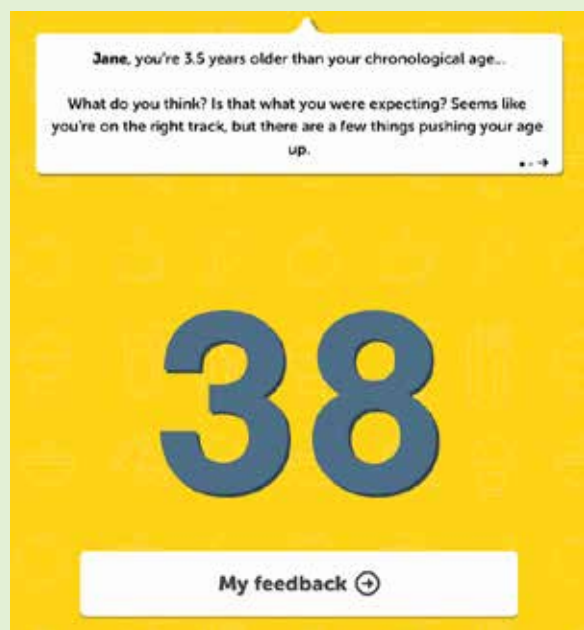 Jane, you're 3.5 years older than your chronological age...
What do you think? Is that what you were expecting? Seems like
you're on the right track, but there are a few things pushing your age
up.
38
My feedback